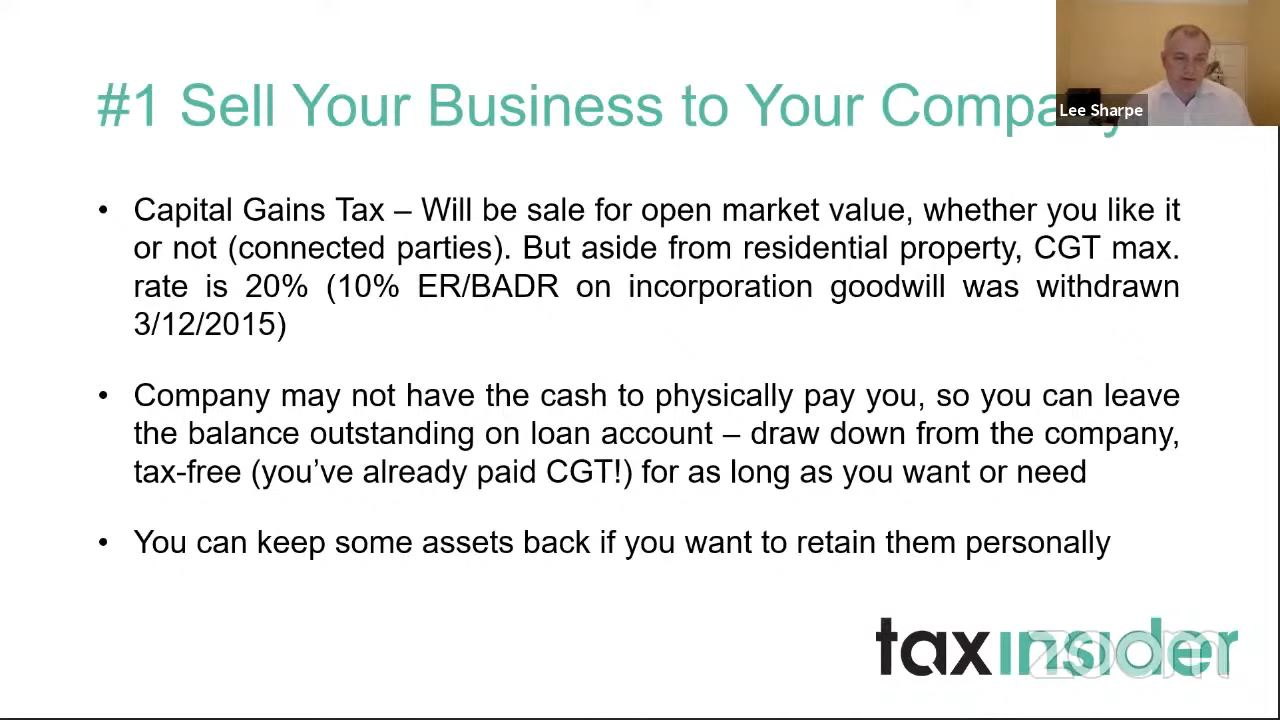 #1 Sell Your Business to Your Company
Lee Sharpe
• Capital Gains Tax – Will be sale for open market value, whether you like it
or not (connected parties). But aside from residential property, CGT max.
rate is 20% (10% ER/BADR on incorporation goodwill was withdrawn
3/12/2015)
• Company may not have the cash to physically pay you, so you can leave
the balance outstanding on loan account – draw down from the company,
tax-free (you’ve already paid CGT!) for as long as you want or need
• You can keep some assets back if you want to retain them personally
taxinsider
zoom